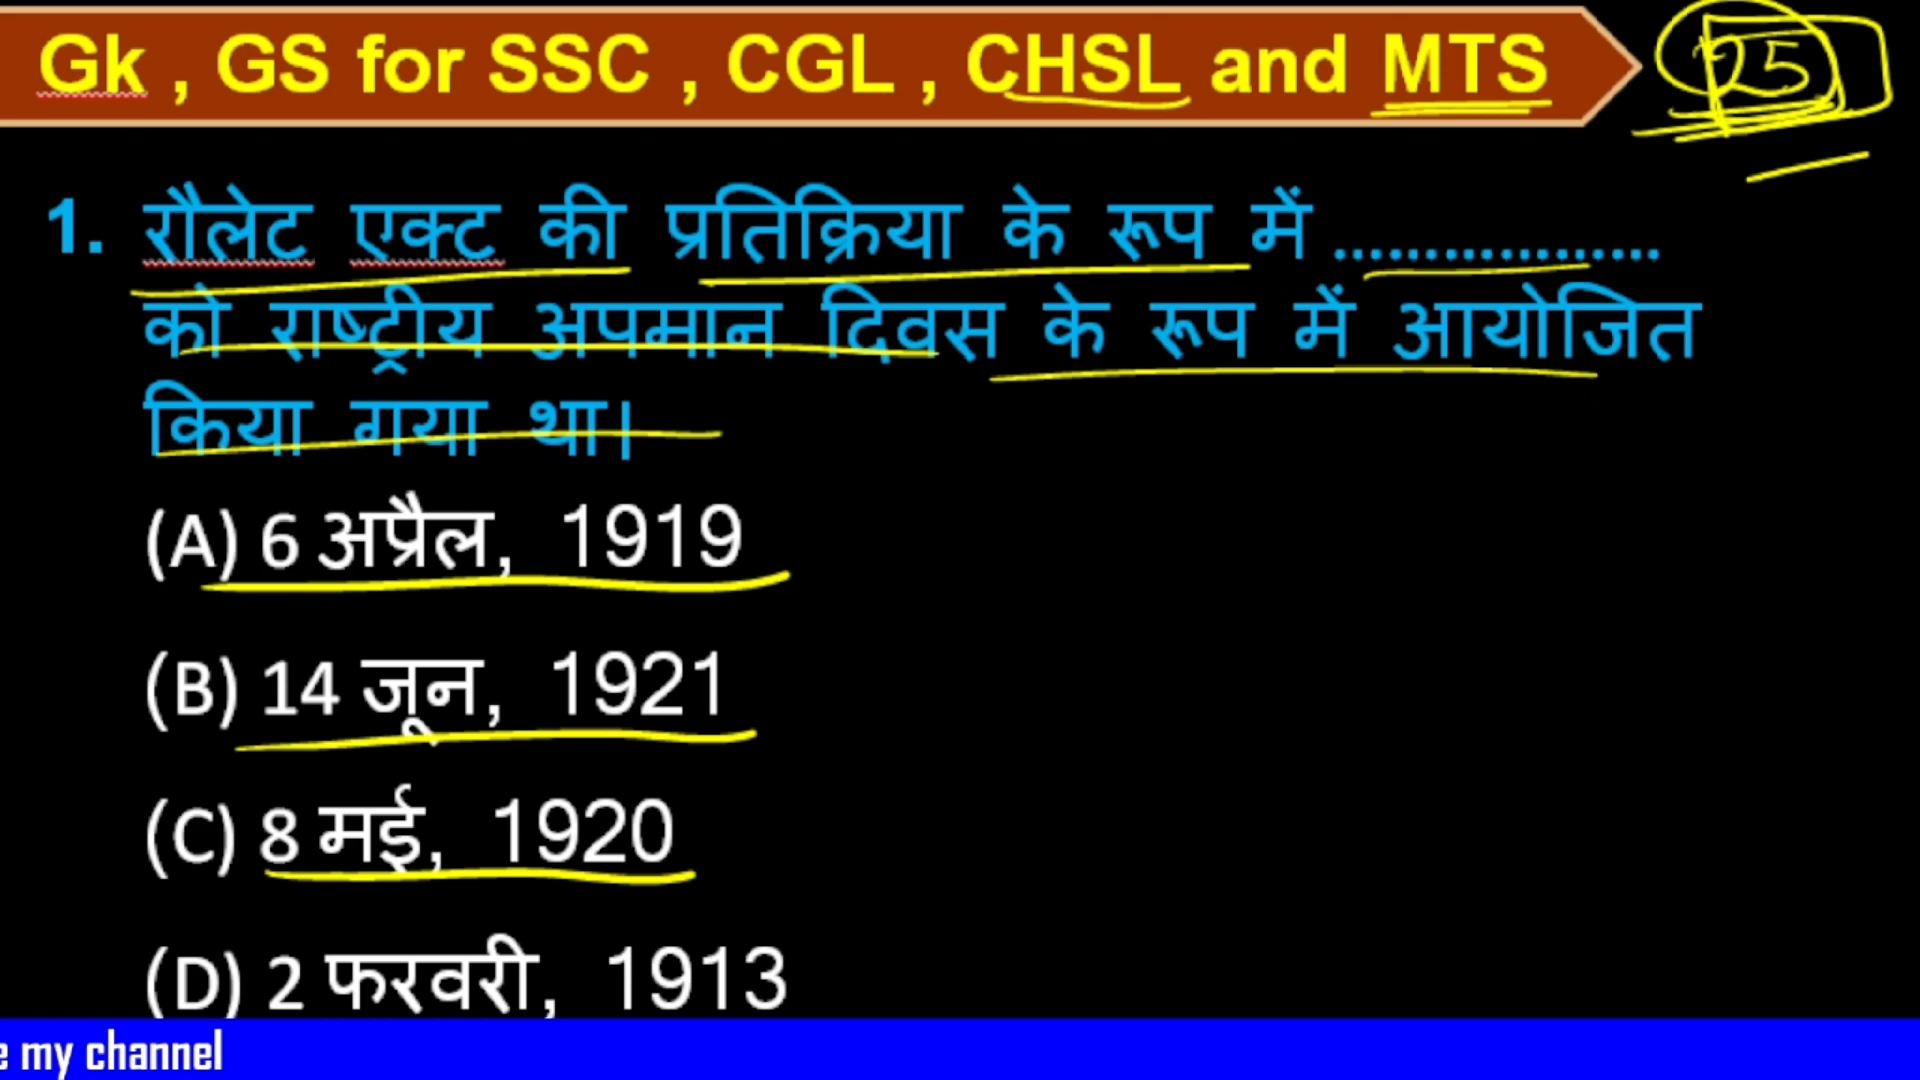 Gk , GS for SSC , CGL , CHSL and MTS
25
1. रौलेट एक्ट की प्रतिक्रिया के रूप में ..................
को राष्ट्रीय अपमान दिवस के रूप में आयोजित
किया गया था।
(A) 6 अप्रैल, 1919
(B) 14 जून, 1921
(C) 8 मई, 1920
(D) 2 फरवरी, 1913
e my channel